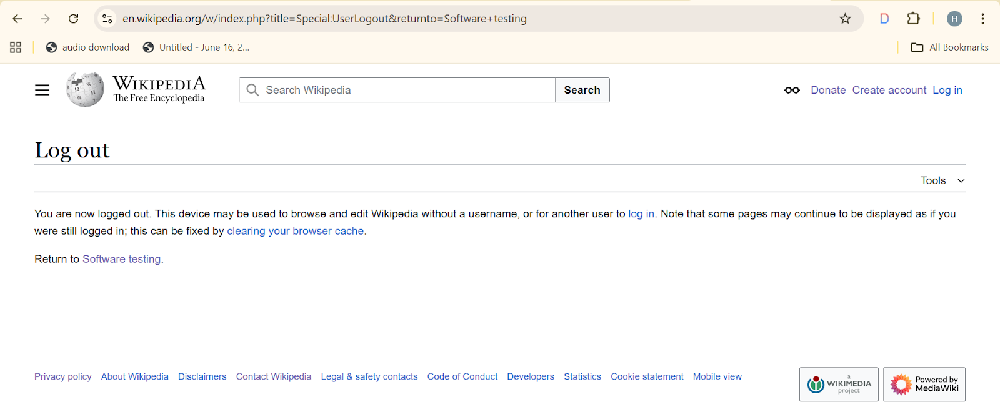 en.wikipedia.org/w/index.php?title=Special:UserLogout&returnto=Software+testing
D
H
audio download
Untitled - June 16, 2...
All Bookmarks
WIKIPEDIA
The Free Encyclopedia
Search Wikipedia
Search
Donate
Create account
Log in
Log out
Tools
You are now logged out. This device may be used to browse and edit Wikipedia without a username, or for another user to log in. Note that some pages may continue to be displayed as if you
were still logged in; this can be fixed by clearing your browser cache.
Return to Software testing.
Privacy policy
About Wikipedia
Disclaimers
Contact Wikipedia
Legal & safety contacts
Code of Conduct
Developers
Statistics
Cookie statement
Mobile view
a
WIKIMEDIA
project
Powered by
MediaWiki